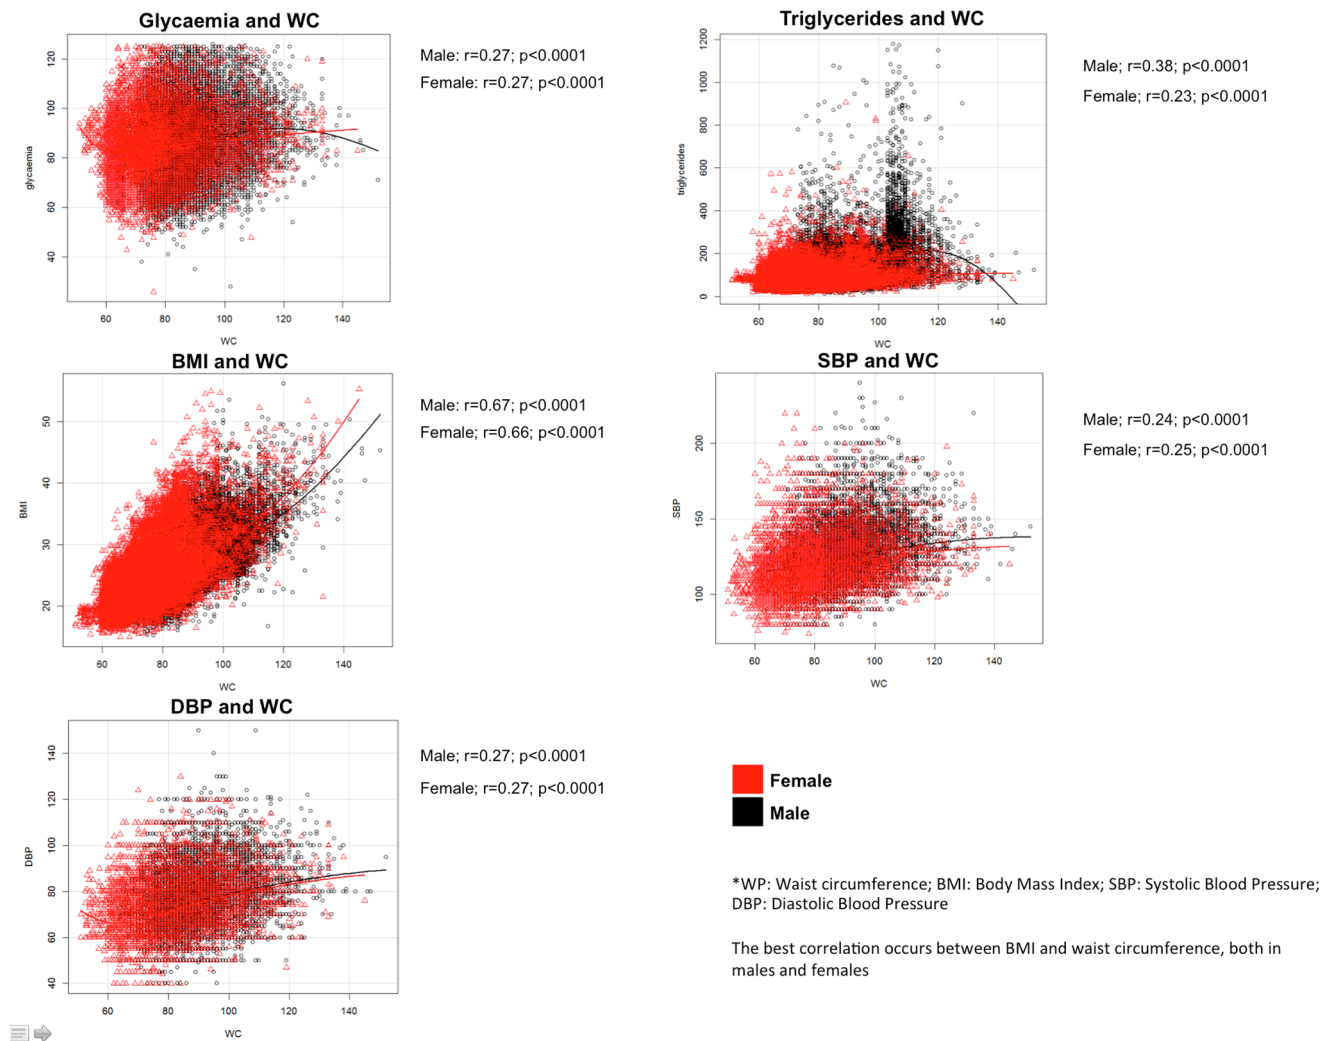 Glycaemia and WC
120
100
80
60
40
glycaemia
60 80 100 120 140
WC
Male: r=0.27; p<0.0001
Female: r=0.27; p<0.0001
Triglycerides and WC
1200
1000
800
600
400
200
0
triglycerides
60 80 100 120 140
WC
Male; r=0.38; p<0.0001
Female; r=0.23; p<0.0001
BMI and WC
50
40
30
20
BMI
60 80 100 120 140
WC
Male: r=0.67; p<0.0001
Female; r=0.66; p<0.0001
SBP and WC
200
150
100
SBP
60 80 100 120 140
WC
Male; r=0.24; p<0.0001
Female; r=0.25; p<0.0001
DBP and WC
140
120
100
80
60
40
DBP
60 80 100 120 140
WC
Male; r=0.27; p<0.0001
Female; r=0.27; p<0.0001
Female
Male
*WP: Waist circumference; BMI: Body Mass Index; SBP: Systolic Blood Pressure;
DBP: Diastolic Blood Pressure
The best correlation occurs between BMI and waist circumference, both in
males and females